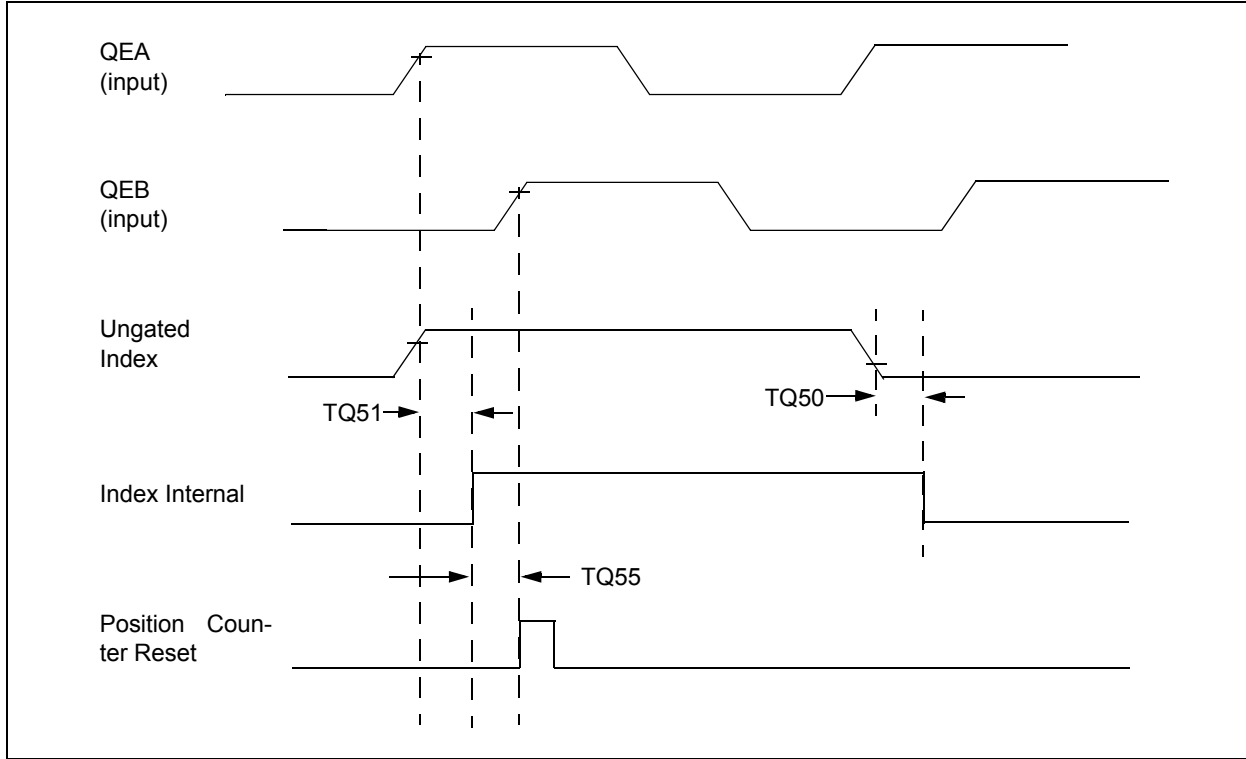 QEA
(input)
QEB
(input)
Ungated
Index
TQ51
TQ50
Index Internal
TQ55
Position Coun-
ter Reset